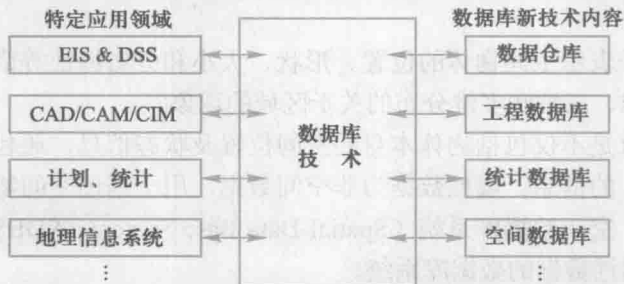 特定应用领域
数据库新技术内容
EIS & DSS
数据仓库
CAD/CAM/CIM
工程数据库
数据库
技 术
计划、统计
统计数据库
地理信息系统
空间数据库
⋮
⋮